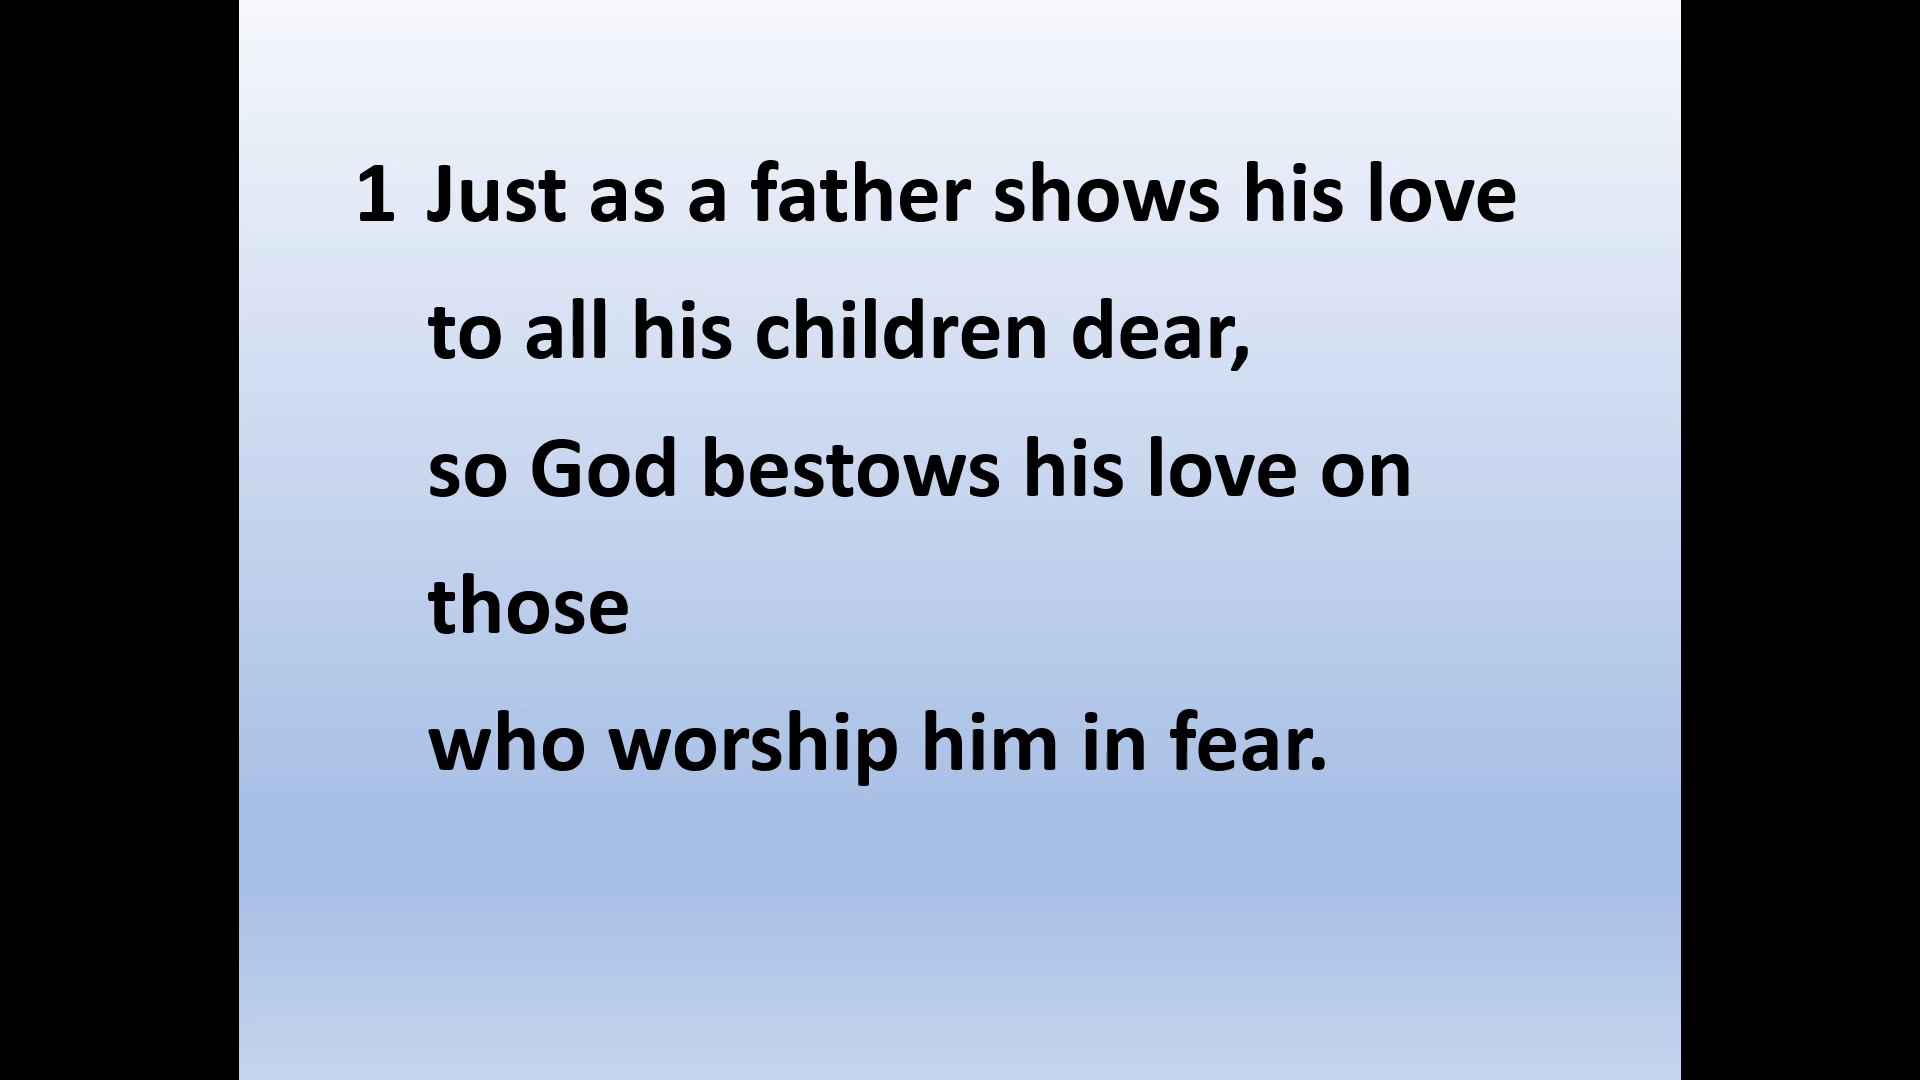 1 Just as a father shows his love
to all his children dear,
so God bestows his love on
those
who worship him in fear.